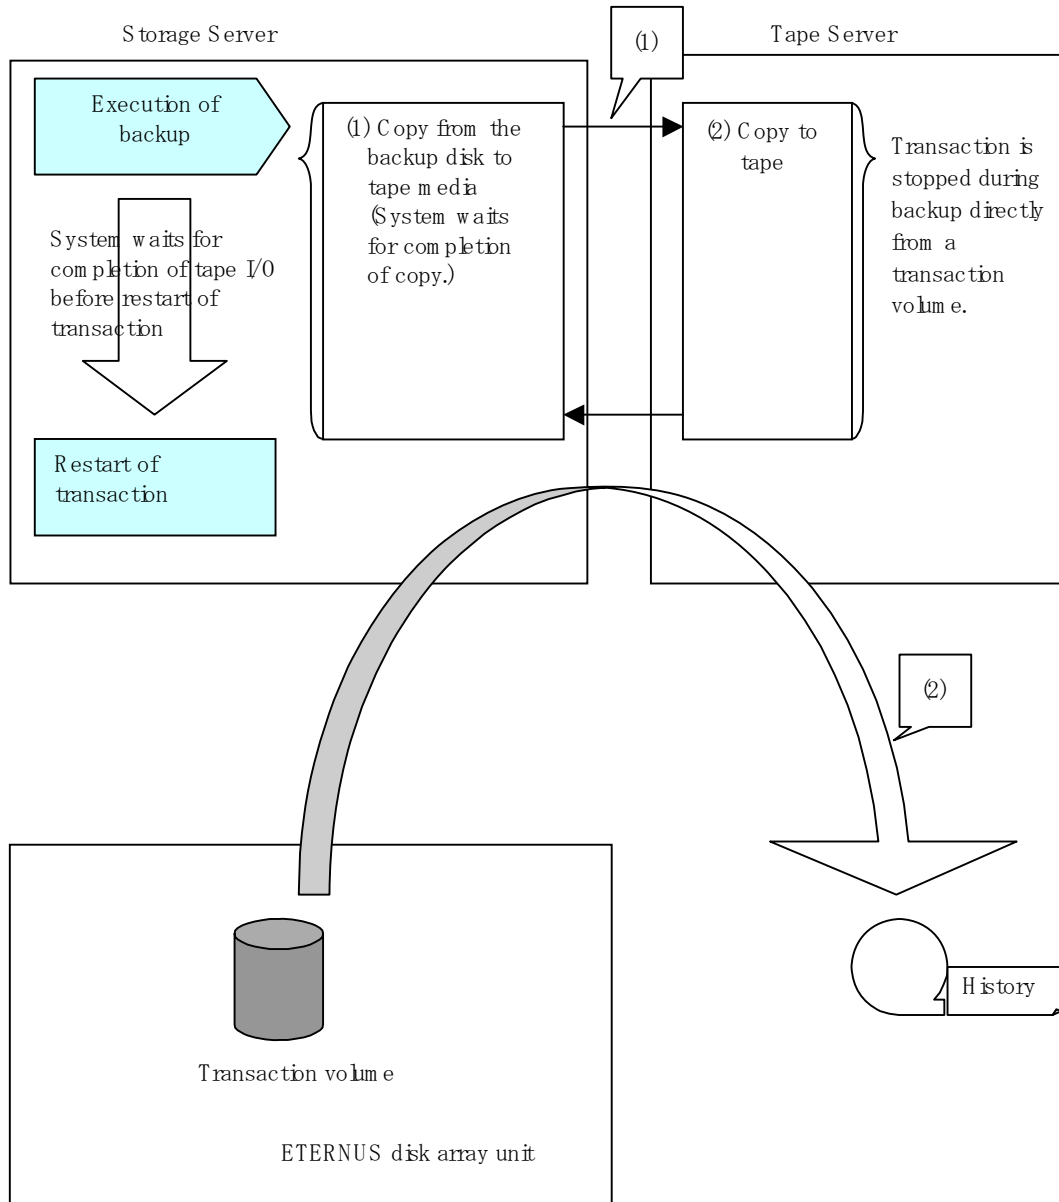 Storage Server
(1)
Tape Server
Execution of
backup
(1) Copy from the
backup disk to
tape media
(System waits
for completion
of copy.)
(2) Copy to
tape
Transaction is
stopped during
backup directly
from a
transaction
volume.
System waits for
completion of tape I/O
before restart of
transaction
Restart of
transaction
(2)
History
Transaction volume
ETERNUS disk array unit